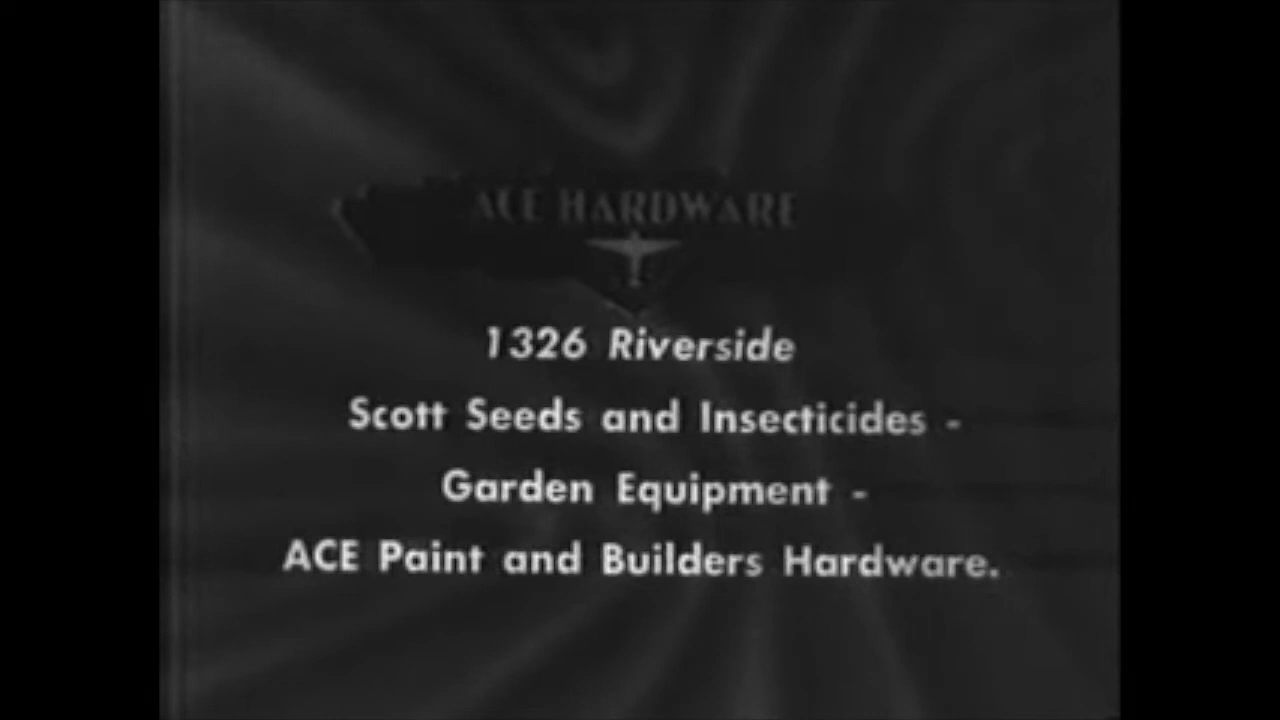 ACE HARDWARE
1326 Riverside
Scott Seeds and Insecticides -
Garden Equipment -
ACE Paint and Builders Hardware.